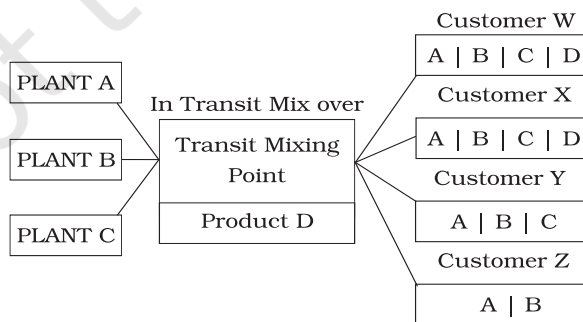 Customer W
A | B | C | D
PLANT A
Customer X
In Transit Mix over
A | B | C | D
Transit Mixing
Point
PLANT B
Customer Y
Product D
A | B | C
PLANT C
Customer Z
A | B